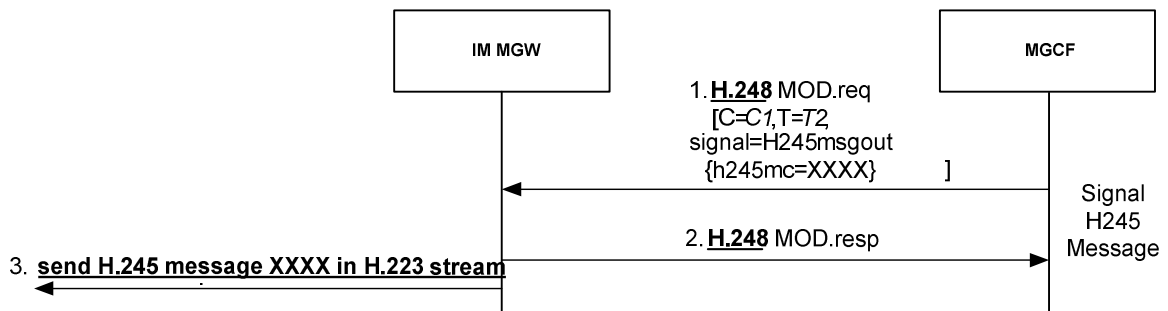 IM MGW
MGCF
1. H.248 MOD.req
[C=C1,T=T2,
signal=H245msgout
{h245mc=XXXX} ]
Signal
H245
Message
2. H.248 MOD.resp
3. send H.245 message XXXX in H.223 stream